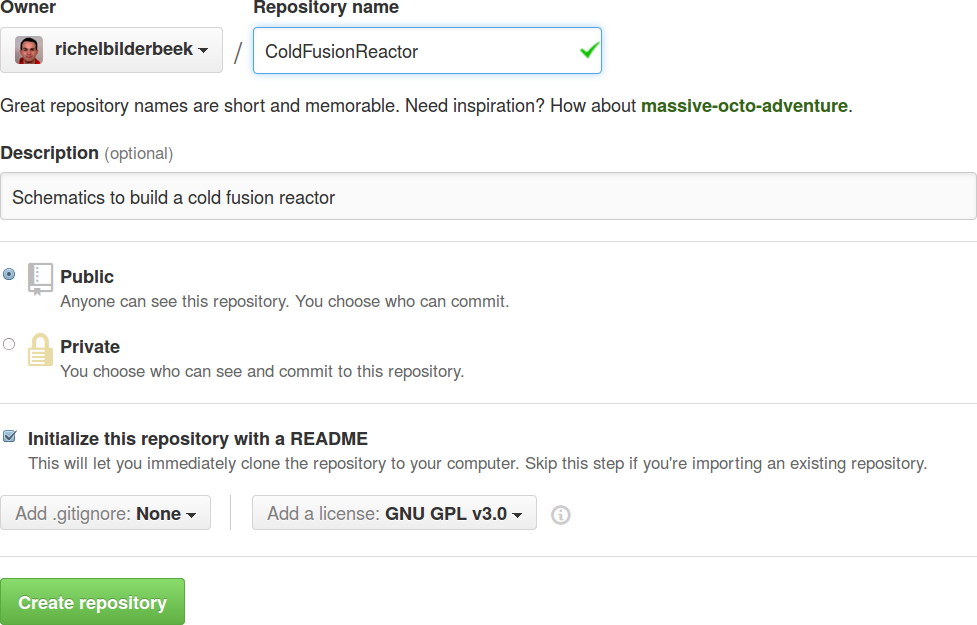 Owner
Repository name
richelbilderbeek
/
ColdFusionReactor
Great repository names are short and memorable. Need inspiration? How about massive-octo-adventure.
Description (optional)
Schematics to build a cold fusion reactor
Public
Anyone can see this repository. You choose who can commit.
Private
You choose who can see and commit to this repository.
Initialize this repository with a README
This will let you immediately clone the repository to your computer. Skip this step if you're importing an existing repository.
Add .gitignore: None
Add a license: GNU GPL v3.0
Create repository